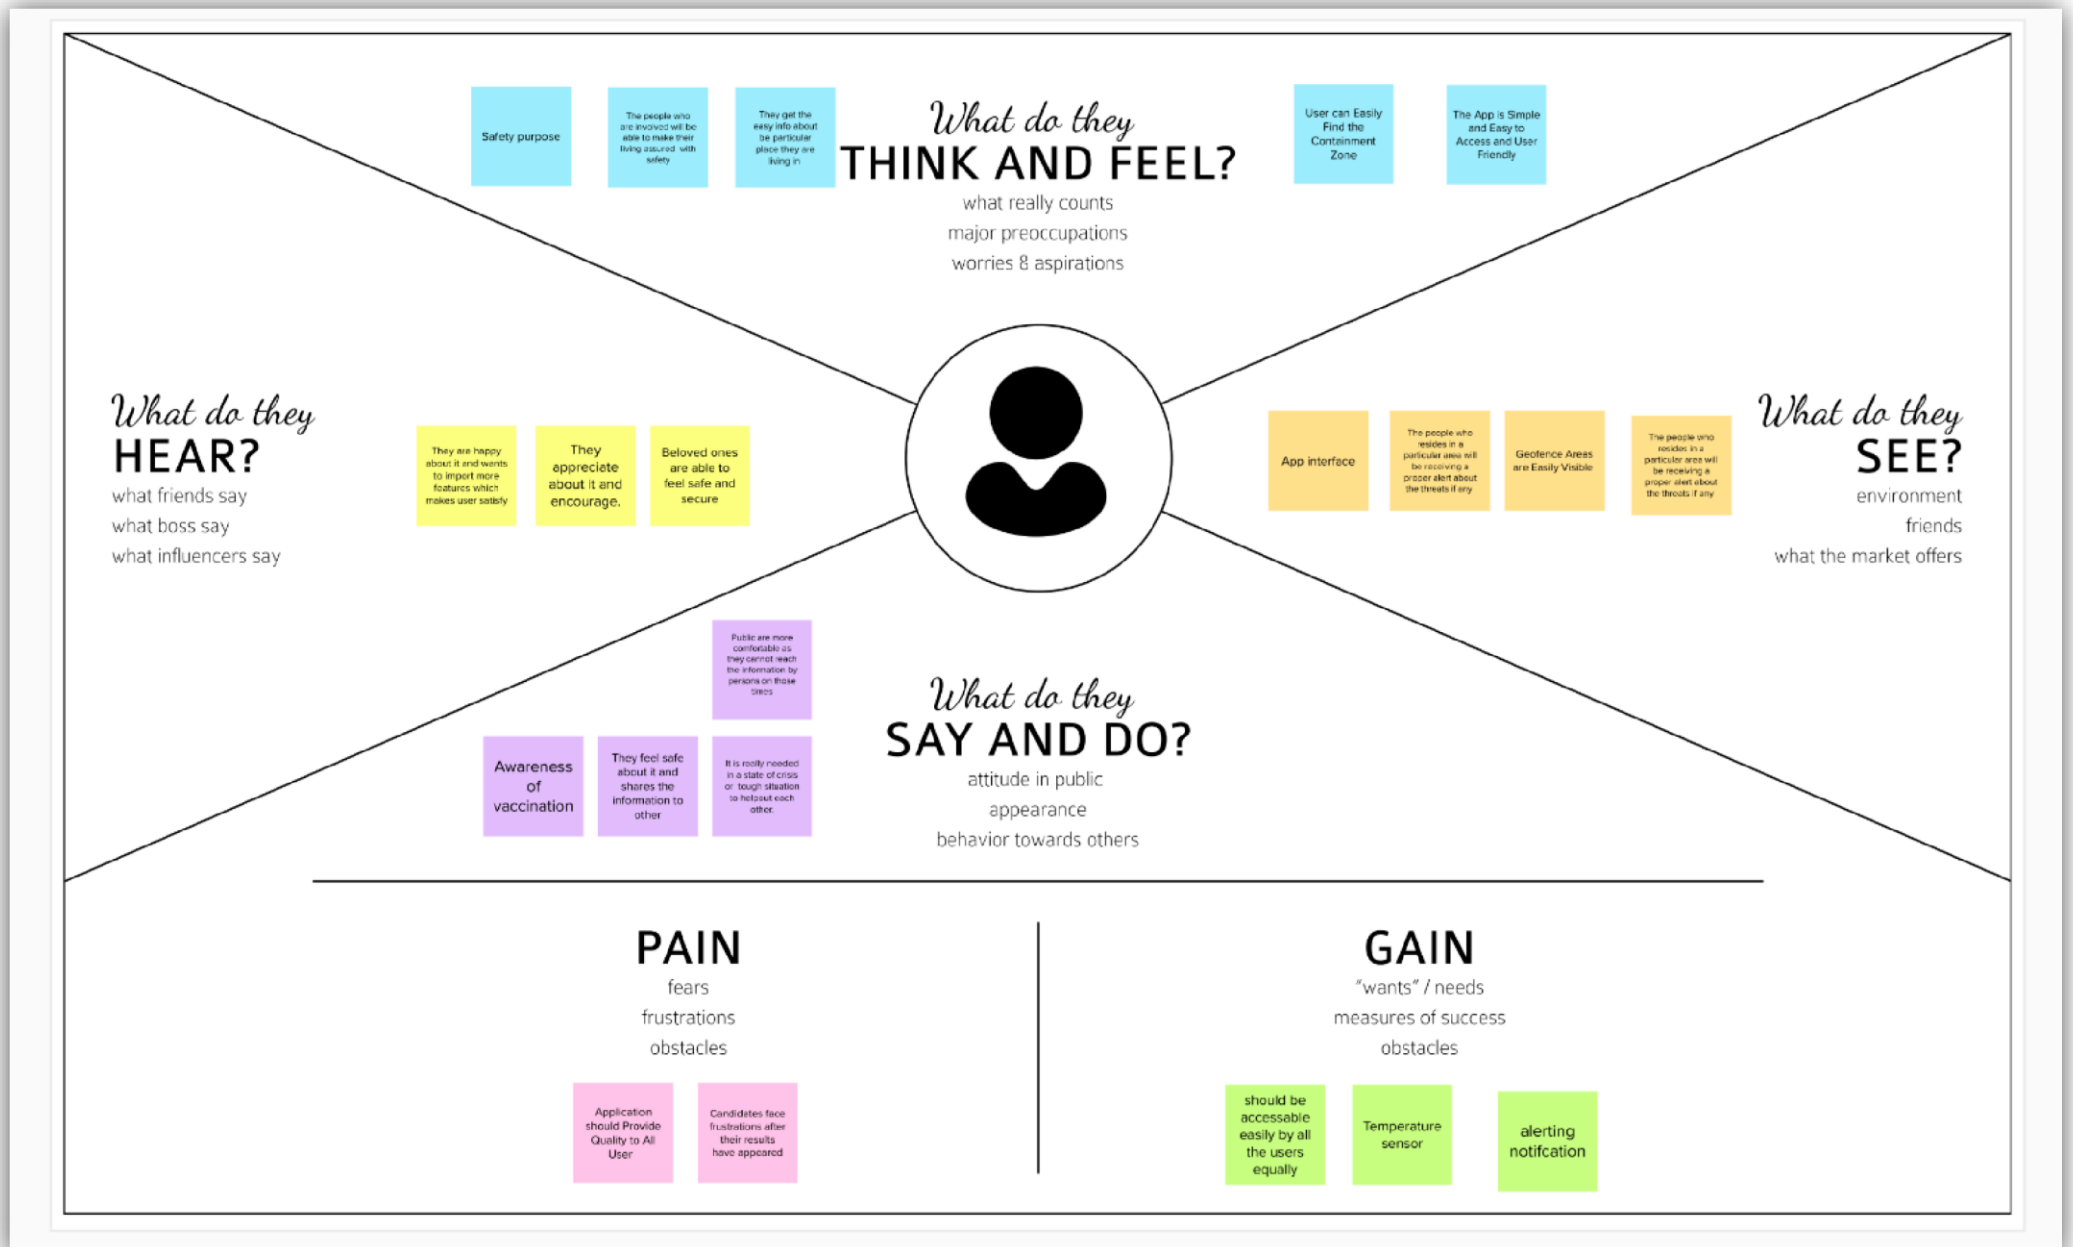 What do they
THINK AND FEEL?
what really counts
major preoccupations
worries & aspirations
Safety purpose
The people who
are involved will be
able to make their
living assured with
safety
They get the
easy info about
be particular
place they are
living in
User can Easily
Find the
Containment
Zone
The App is Simple
and Easy to
Access and User
Friendly
What do they
HEAR?
what friends say
what boss say
what influencers say
They are happy
about it and wants
to import more
features which
makes user satisfy
They
appreciate
about it and
encourage.
Beloved ones
are able to
feel safe and
secure
App interface
The people who
resides in a
particular area will
be receiving a
proper alert about
the threats if any
Geofence Areas
are Easily Visible
The people who
resides in a
particular area will
be receiving a
proper alert about
the threats if any
What do they
SEE?
environment
friends
what the market offers
Public are more
comfortable as
they cannot reach
the information by
persons on those
times
Awareness
of
vaccination
They feel safe
about it and
shares the
information to
other
It is really needed
in a state of crisis
or tough situation
to helpout each
other.
What do they
SAY AND DO?
attitude in public
appearance
behavior towards others
PAIN
fears
frustrations
obstacles
Application
should Provide
Quality to All
User
Candidates face
frustrations after
their results
have appeared
GAIN
"wants" / needs
measures of success
obstacles
should be
accessable
easily by all
the users
equally
Temperature
sensor
alerting
notifcation